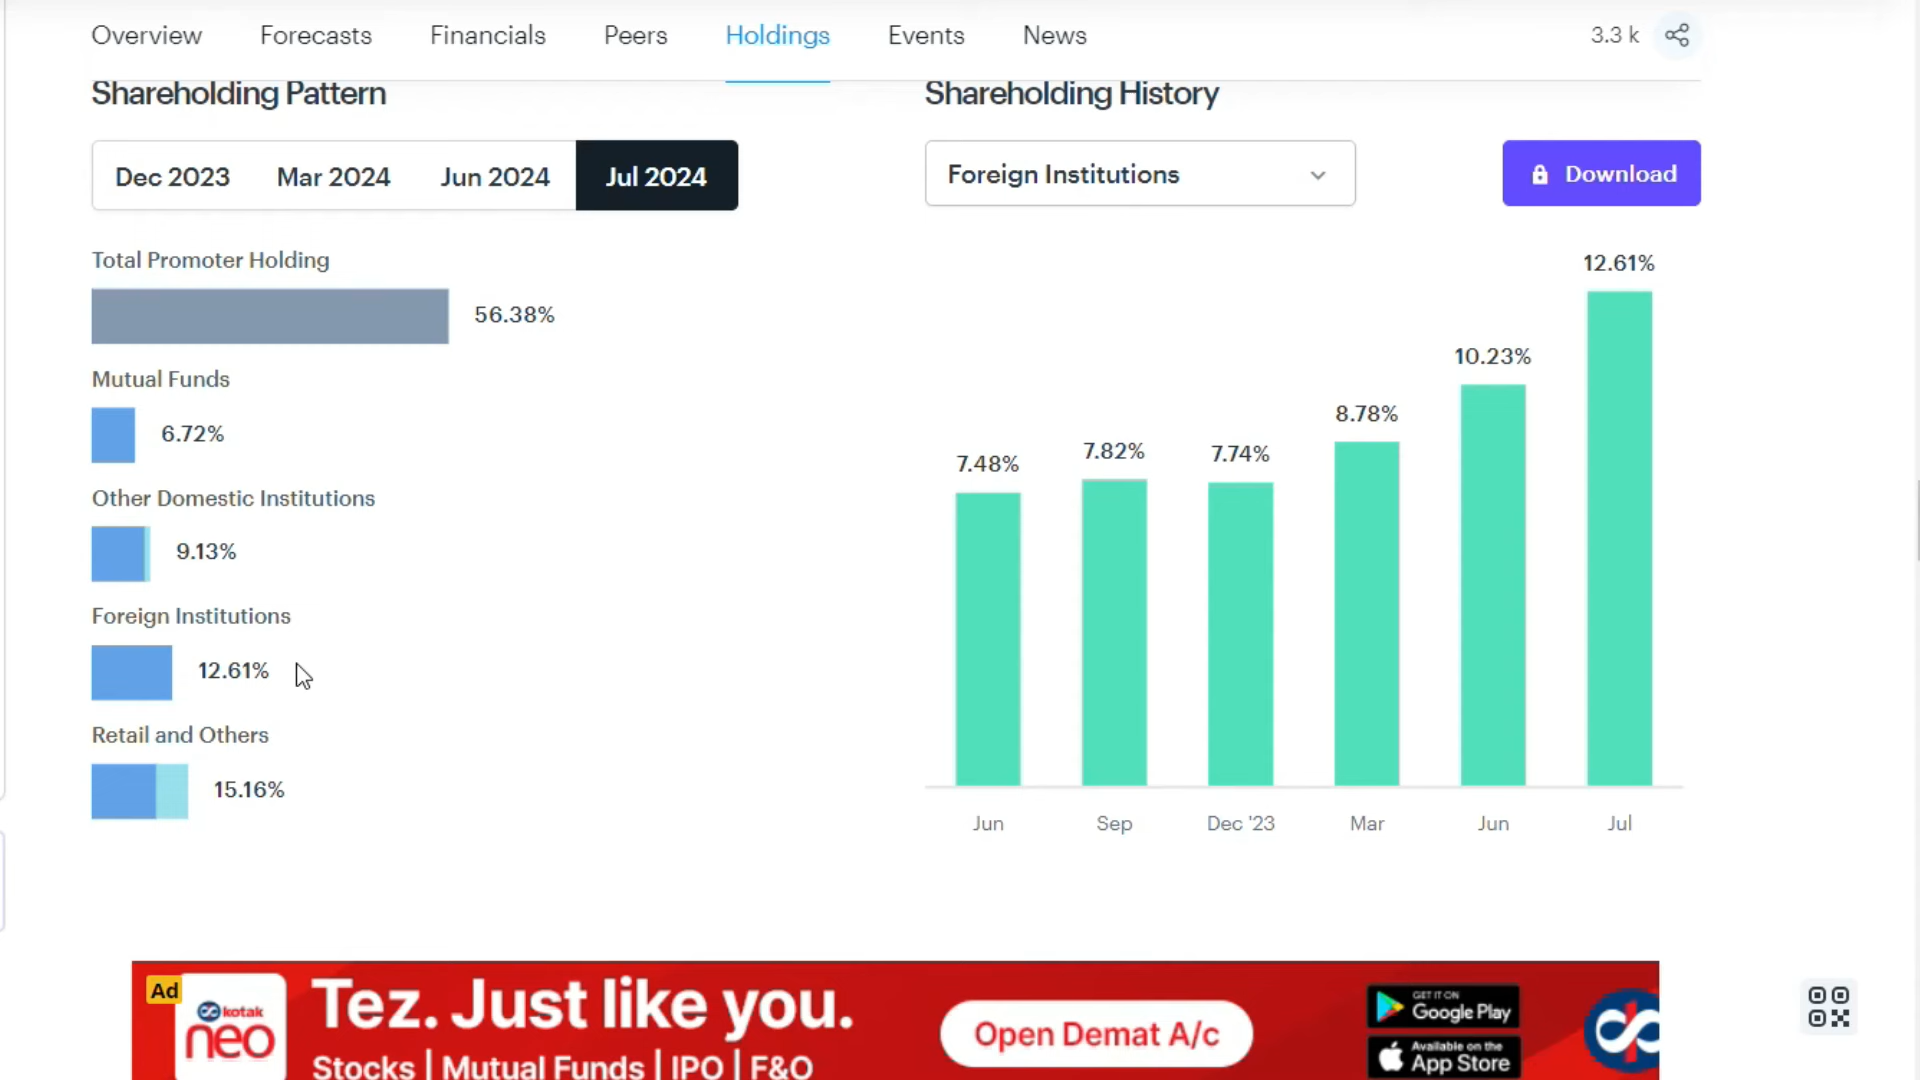 Overview Forecasts Financials Peers Holdings Events News 3.3 k
Shareholding Pattern
Dec 2023 Mar 2024 Jun 2024 Jul 2024
Total Promoter Holding
56.38%
Mutual Funds
6.72%
Other Domestic Institutions
9.13%
Foreign Institutions
12.61%
Retail and Others
15.16%
Shareholding History
Foreign Institutions
Download
7.48% 7.82% 7.74% 8.78% 10.23% 12.61%
Jun Sep Dec '23 Mar Jun Jul
Ad
kotak
neo
Tez. Just like you.
Stocks | Mutual Funds | IPO | F&O
Open Demat A/c
GET IT ON
Google Play
Available on the
App Store